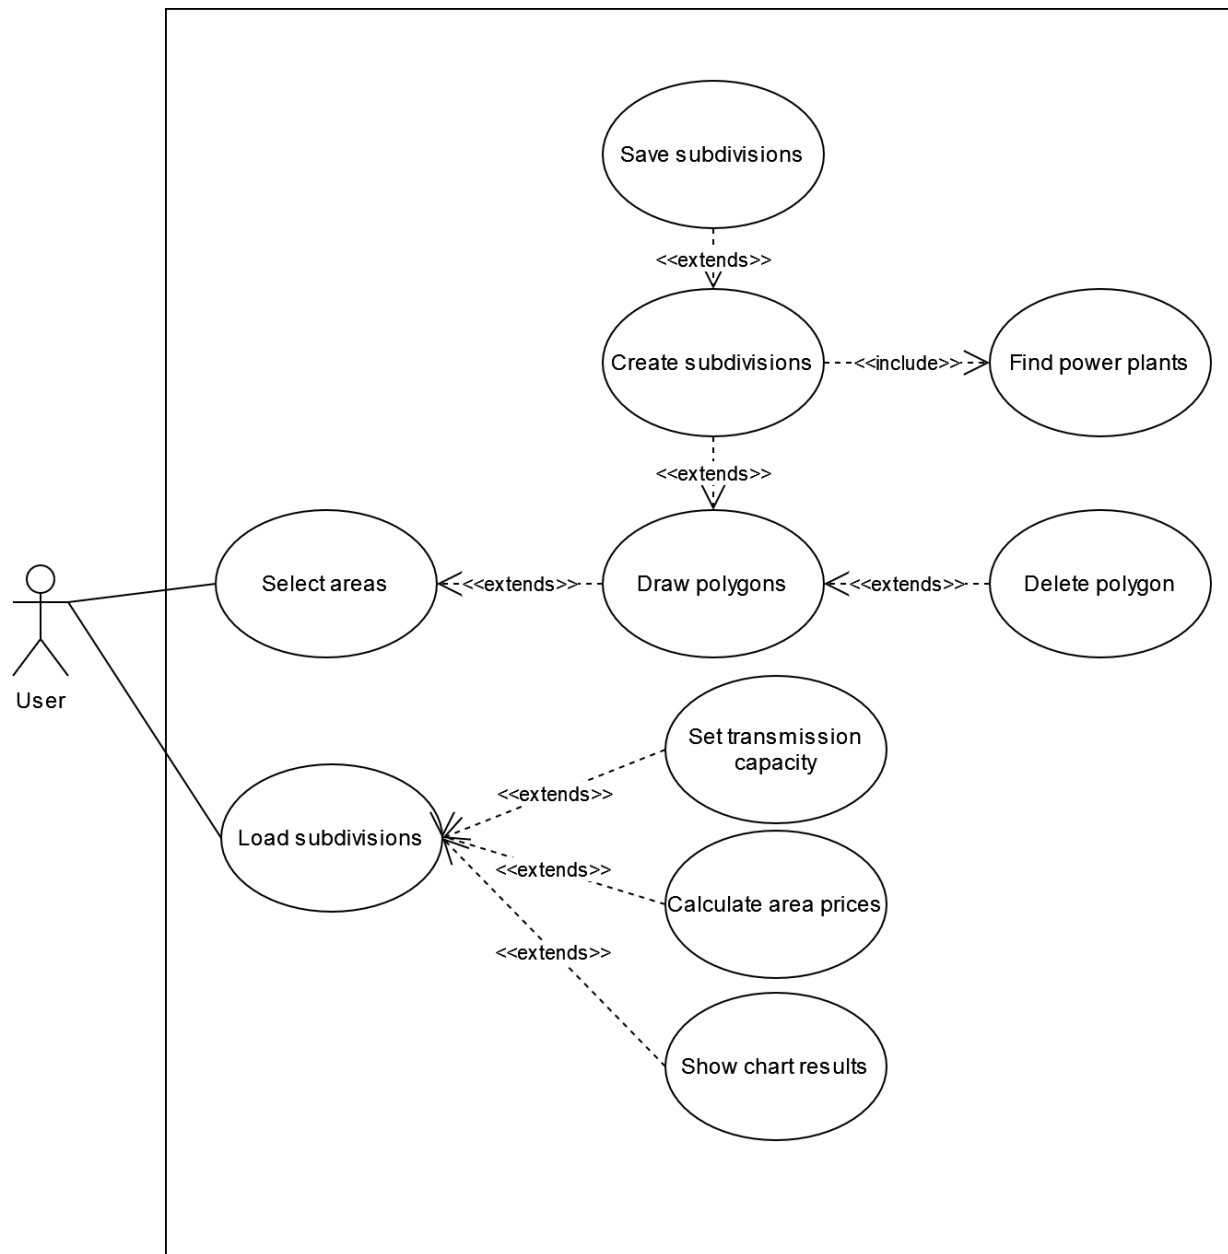 Save subdivisions
<<extends>>
Create subdivisions
<<include>>
Find power plants
<<extends>>
Select areas
<<extends>>
Draw polygons
<<extends>>
Delete polygon
User
Set transmission
capacity
<<extends>>
Load subdivisions
<<extends>>
Calculate area prices
<<extends>>
Show chart results